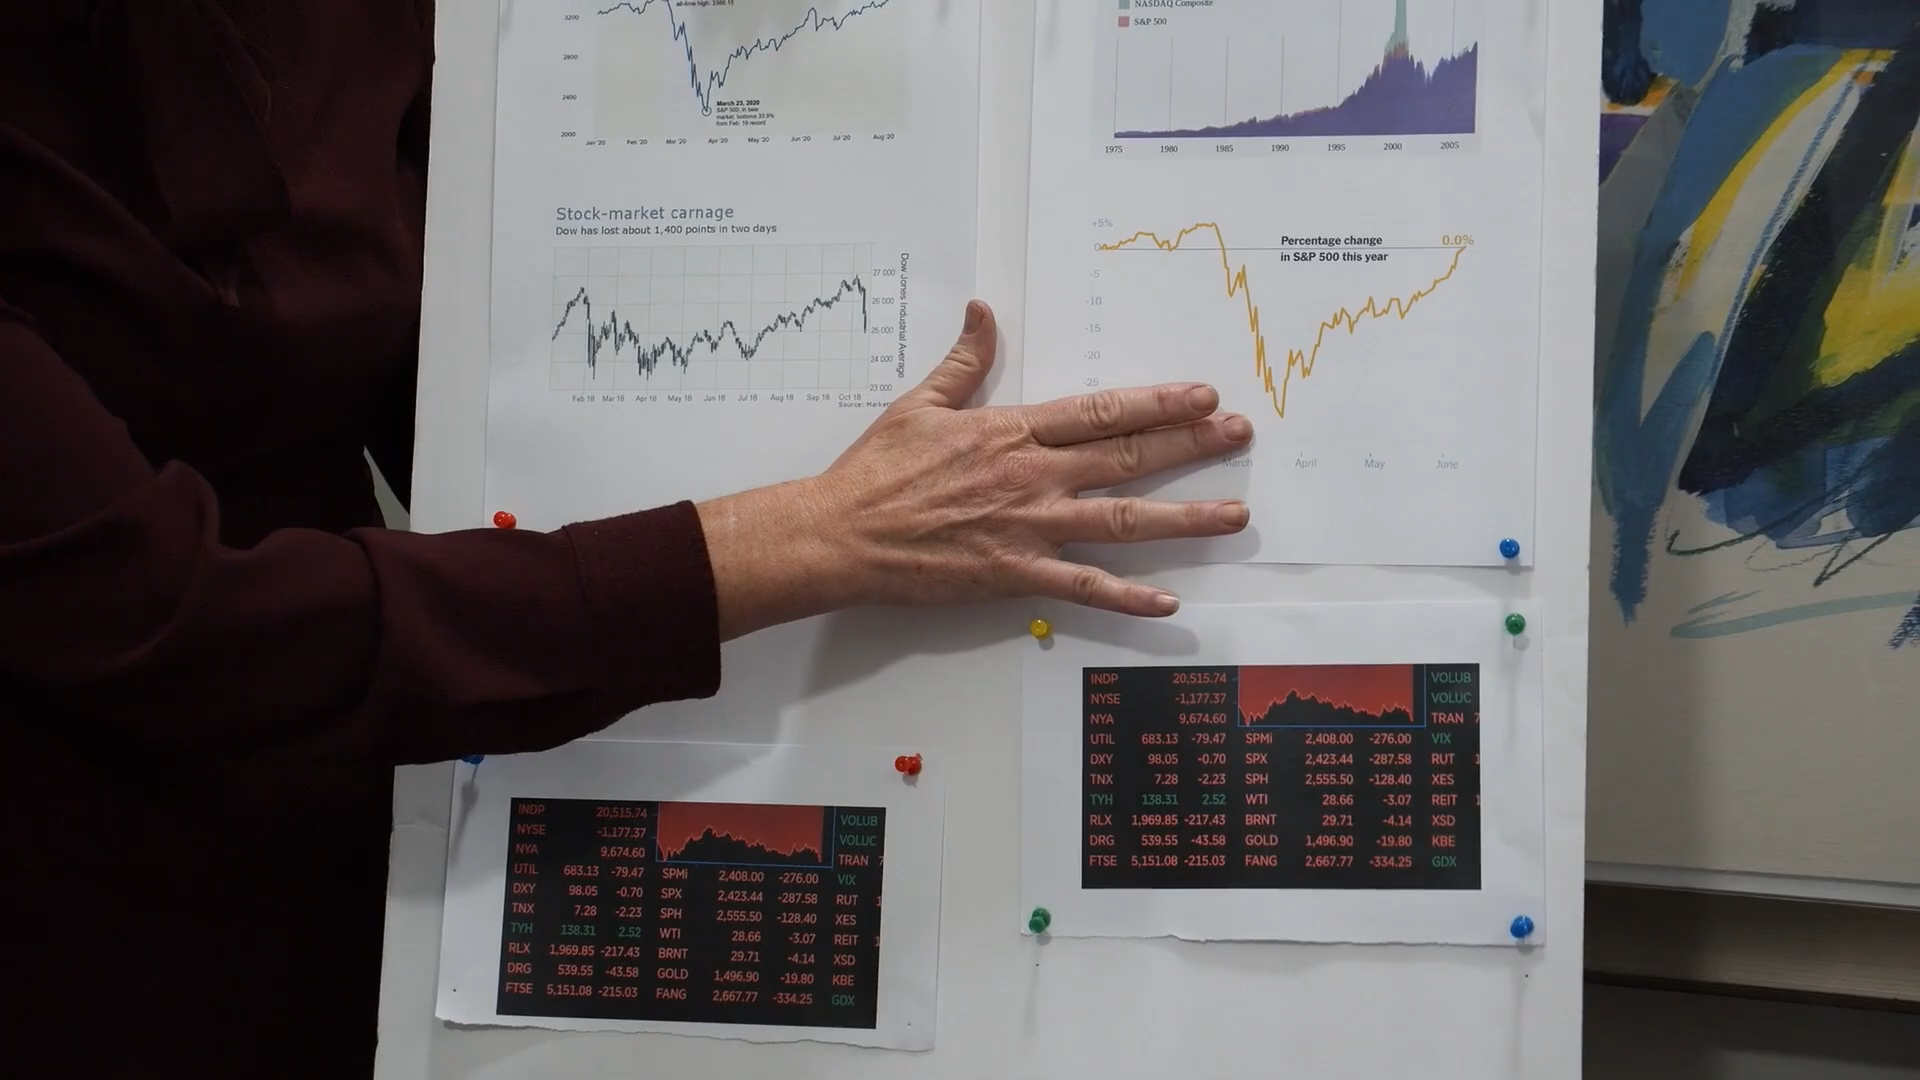 all-time high: 3386.15
3200
2800
2400
2000
March 23, 2020
S&P 500, in bear
market, bottoms 33.9%
from Feb. 19 record
Jan '20 Feb '20 Mar '20 Apr '20 May '20 Jun '20 Jul '20 Aug '20
NASDAQ Composite
S&P 500
1975 1980 1985 1990 1995 2000 2005
Stock-market carnage
Dow has lost about 1,400 points in two days
27 000
26 000
25 000
24 000
23 000
Dow Jones Industrial Average
Feb 18 Mar 18 Apr 18 May 18 Jun 18 Jul 18 Aug 18 Sep 18 Oct 18
Source: Market
+5%
0
-5
-10
-15
-20
-25
Percentage change
in S&P 500 this year
0.0%
March April May June
INDP 20,515.74 VOLUB
NYSE -1,177.37 VOLUC
NYA 9,674.60 TRAN 7
UTIL 683.13 -79.47 SPMi 2,408.00 -276.00 VIX
DXY 98.05 -0.70 SPX 2,423.44 -287.58 RUT 1
TNX 7.28 -2.23 SPH 2,555.50 -128.40 XES
TYH 138.31 2.52 WTI 28.66 -3.07 REIT 1
RLX 1,969.85 -217.43 BRNT 29.71 -4.14 XSD
DRG 539.55 -43.58 GOLD 1,496.90 -19.80 KBE
FTSE 5,151.08 -215.03 FANG 2,667.77 -334.25 GDX
INDP 20,515.74 VOLUB
NYSE -1,177.37 VOLUC
NYA 9,674.60 TRAN 7
UTIL 683.13 -79.47 SPMi 2,408.00 -276.00 VIX
DXY 98.05 -0.70 SPX 2,423.44 -287.58 RUT 1
TNX 7.28 -2.23 SPH 2,555.50 -128.40 XES
TYH 138.31 2.52 WTI 28.66 -3.07 REIT 1
RLX 1,969.85 -217.43 BRNT 29.71 -4.14 XSD
DRG 539.55 -43.58 GOLD 1,496.90 -19.80 KBE
FTSE 5,151.08 -215.03 FANG 2,667.77 -334.25 GDX